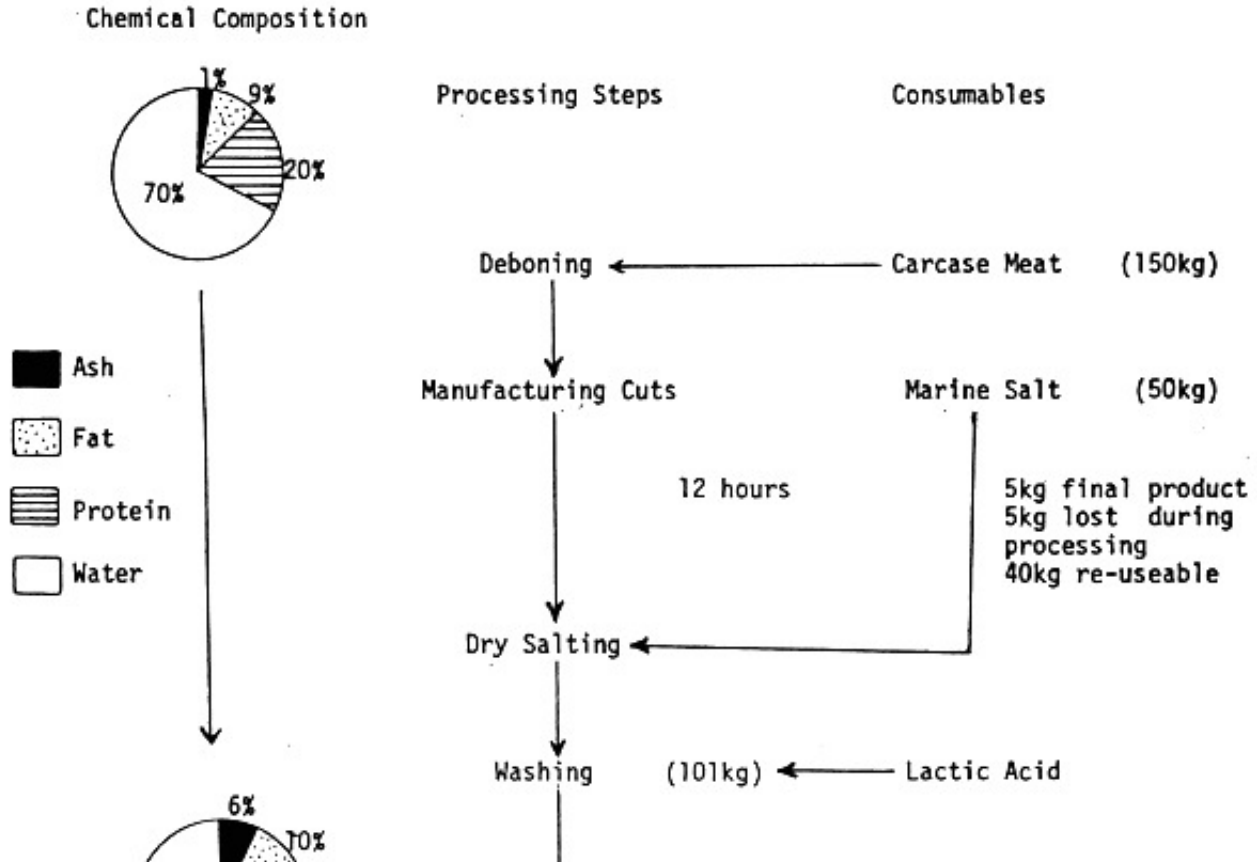 Chemical Composition
1%
9%
20%
70%
Processing Steps
Consumables
Deboning
Carcase Meat (150kg)
Ash
Fat
Protein
Water
Manufacturing Cuts
Marine Salt (50kg)
12 hours
5kg final product
5kg lost during
processing
40kg re-useable
Dry Salting
Washing (101kg)
Lactic Acid
6%
10%